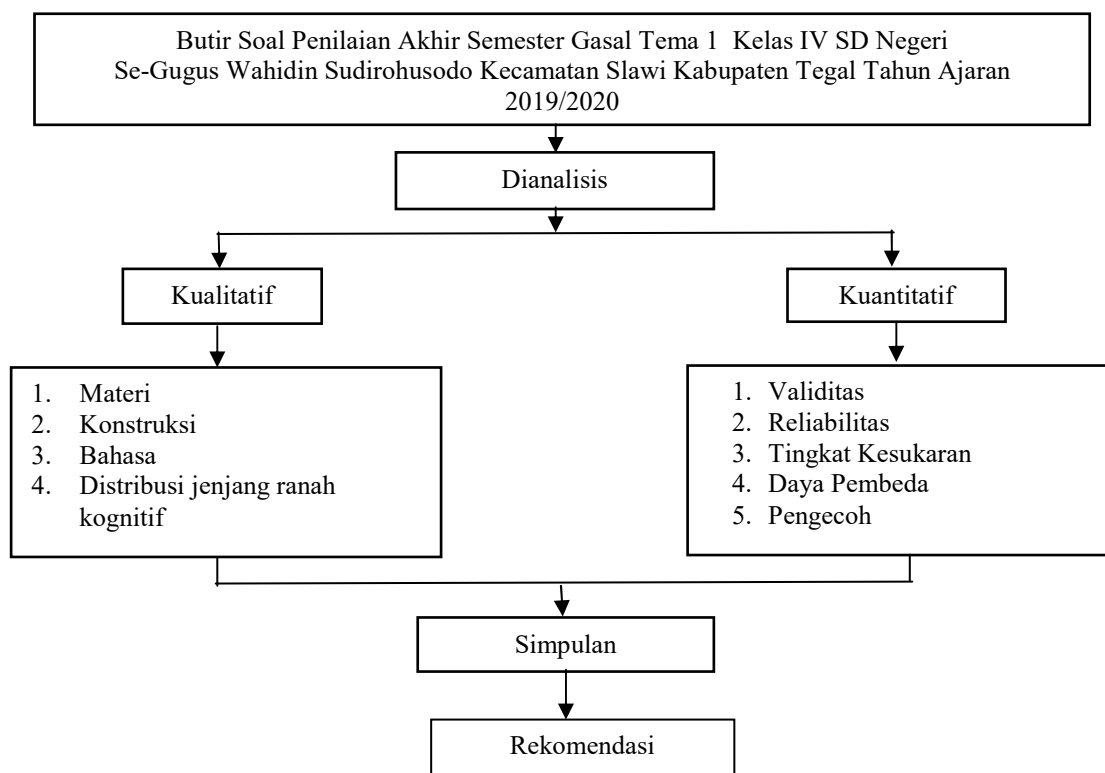 Butir Soal Penilaian Akhir Semester Gasal Tema 1 Kelas IV SD Negeri
Se-Gugus Wahidin Sudirohusodo Kecamatan Slawi Kabupaten Tegal Tahun Ajaran
2019/2020
Dianalisis
Kualitatif
Kuantitatif
1. Materi
2. Konstruksi
3. Bahasa
4. Distribusi jenjang ranah
kognitif
1. Validitas
2. Reliabilitas
3. Tingkat Kesukaran
4. Daya Pembeda
5. Pengecoh
Simpulan
Rekomendasi